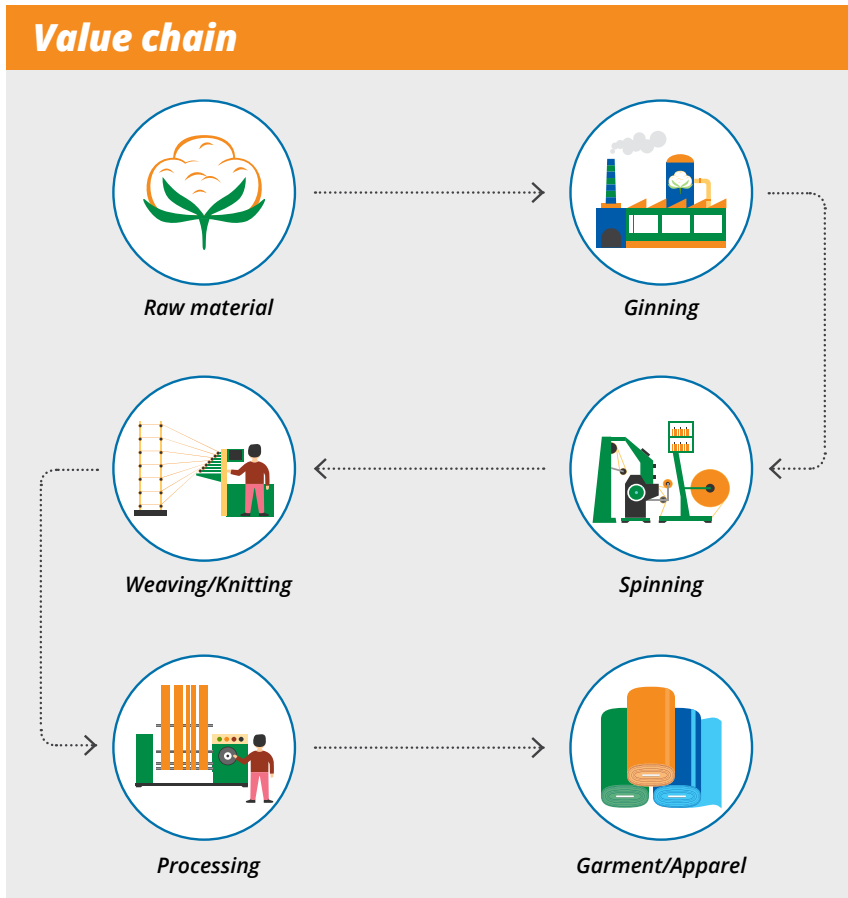 Value chain
Raw material
Ginning
Weaving/Knitting
Spinning
Processing
Garment/Apparel